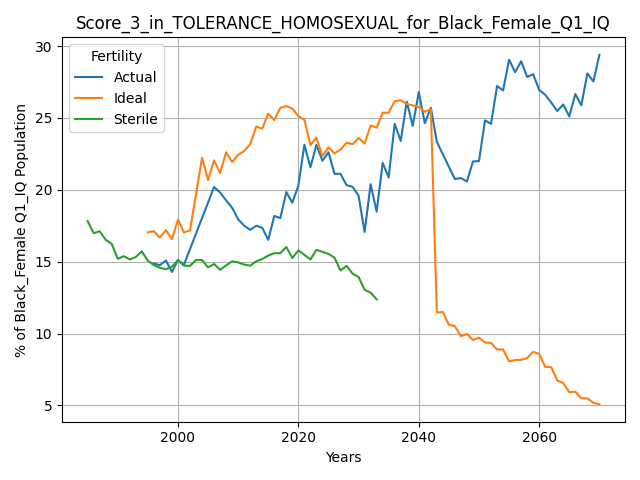 Score_3_in_TOLERANCE_HOMOSEXUAL_for_Black_Female_Q1_IQ
Fertility
Actual
Ideal
Sterile
% of Black_Female Q1_IQ Population
30
25
20
15
10
5
2000
2020
2040
2060
Years